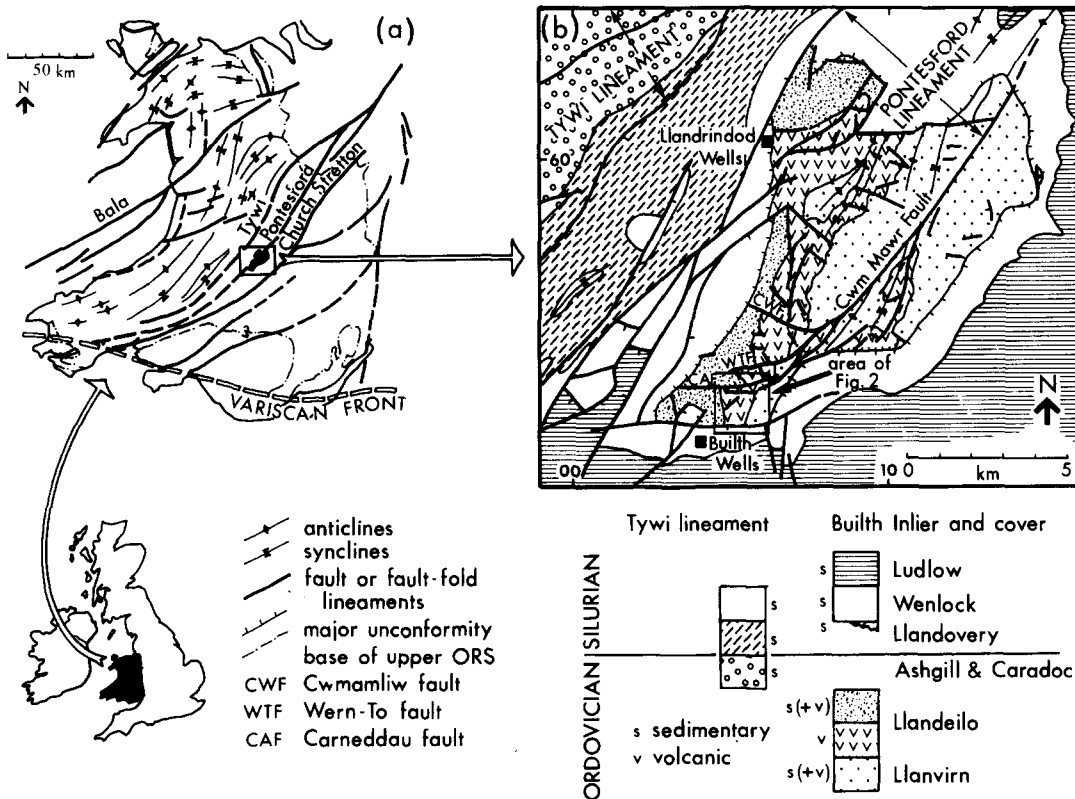 (a)
50 km
N
Bala
Tywi
Pontesford
Church Stretton
VARISCAN FRONT
(b)
TYWI LINEAMENT
PONTESFORD
LINEAMENT
Llandrindod
Wells
60
Cwm Mawr Fault
CWF
WTF
CAF
area of
Fig. 2
N
Builth
Wells
00
10
0
5
km
anticlines
synclines
fault or fault-fold
lineaments
major unconformity
base of upper ORS
CWF Cwmamliw fault
WTF Wern-To fault
CAF Carneddau fault
Tywi lineament
Builth Inlier and cover
ORDOVICIAN SILURIAN
s
s
s
s Ludlow
s Wenlock
s Llandovery
Ashgill & Caradoc
s(+v) Llandeilo
v
s(+v) Llanvirn
s sedimentary
v volcanic